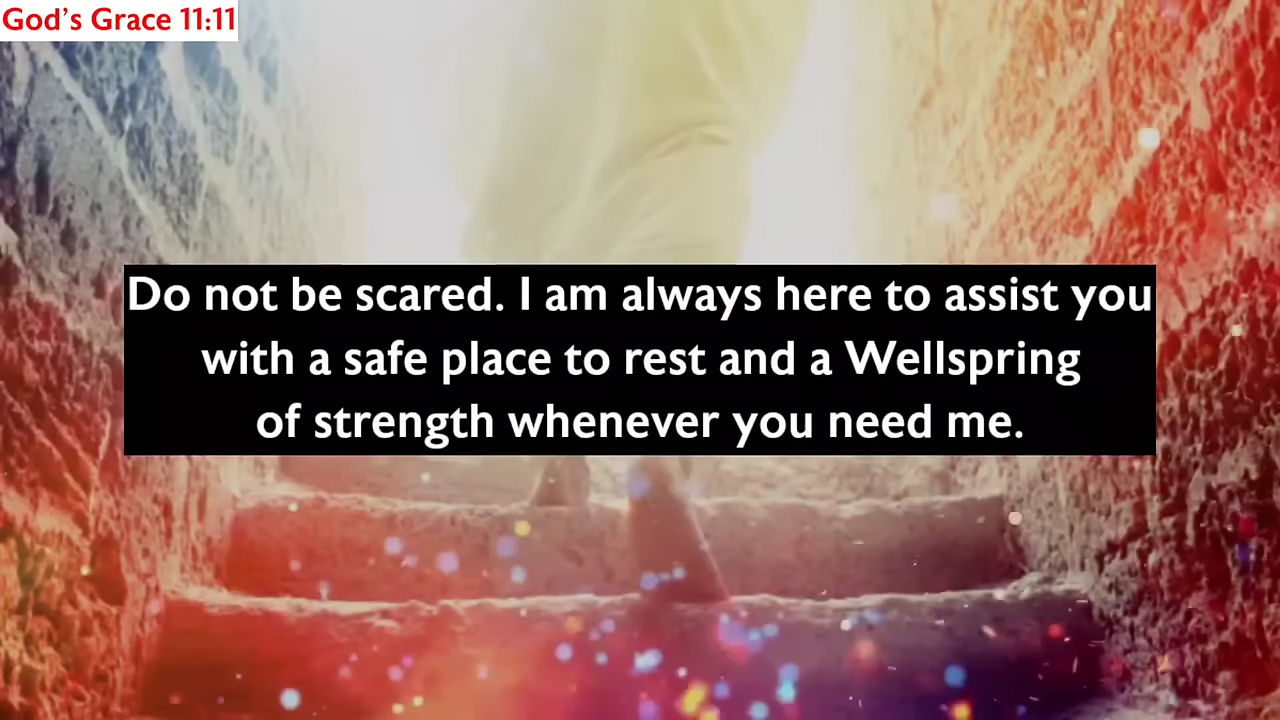 God's Grace 11:11
Do not be scared. I am always here to assist you
with a safe place to rest and a Wellspring
of strength whenever you need me.